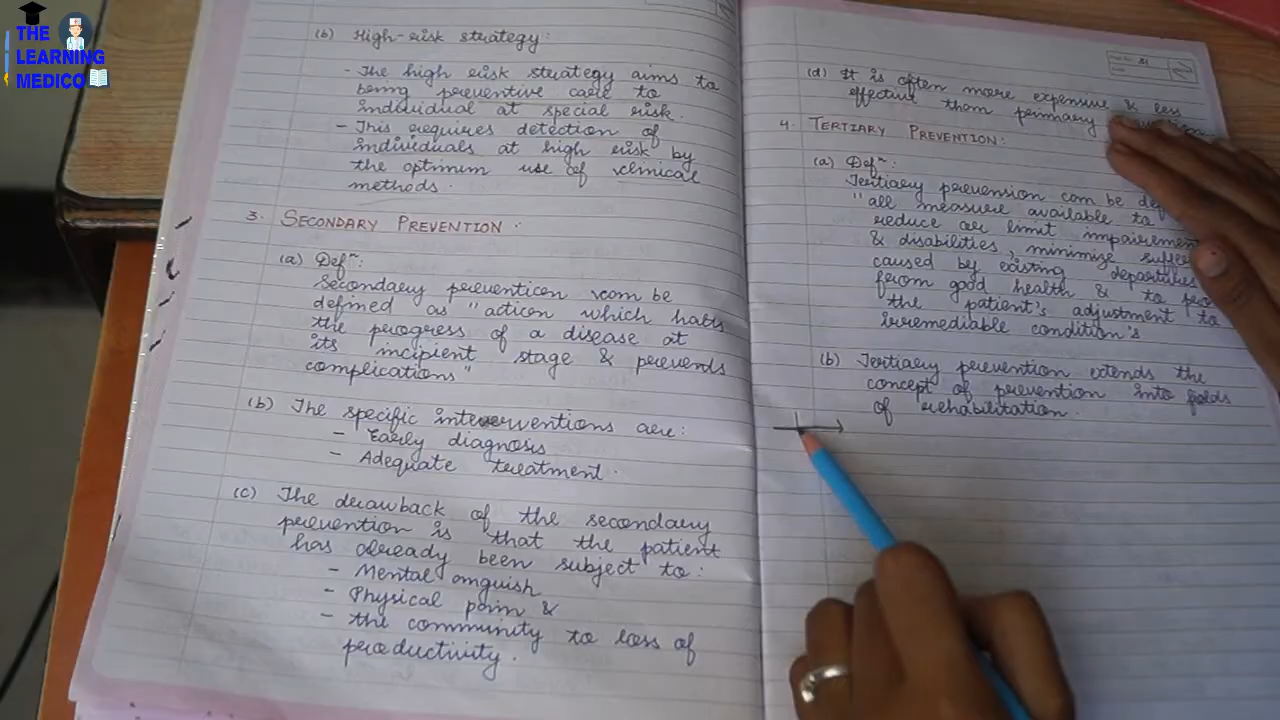 THE
LEARNING
MEDICO
(b) High-risk strategy:
- The high risk strategy aims to
being preventive care to
individual at special risk.
- This requires detection of
individuals at high risk by
the optimum use of clinical
methods.
3. SECONDARY PREVENTION:
(a) Defⁿ:
Secondary prevention can be
defined as "action which halts
the progress of a disease at
its incipient stage & prevents
complications"
(b) The specific interventions are:
- Early diagnosis
- Adequate treatment.
(c) The drawback of the secondary
prevention is that the patient
has already been subject to:
- Mental anguish
- Physical pain &
- the community to loss of
productivity.
(d) It is often more expensive & less
effective than primary
4. TERTIARY PREVENTION:
(a) Defⁿ:
Tertiary prevension can be
"all measure available to
reduce or limit
& disabilities, minimize
caused by existing departures
from good health & to
the patient's adjustment to
irremediable condition's
(b) Tertiary prevention extends the
concept of prevention into folds
of rehabilitation.